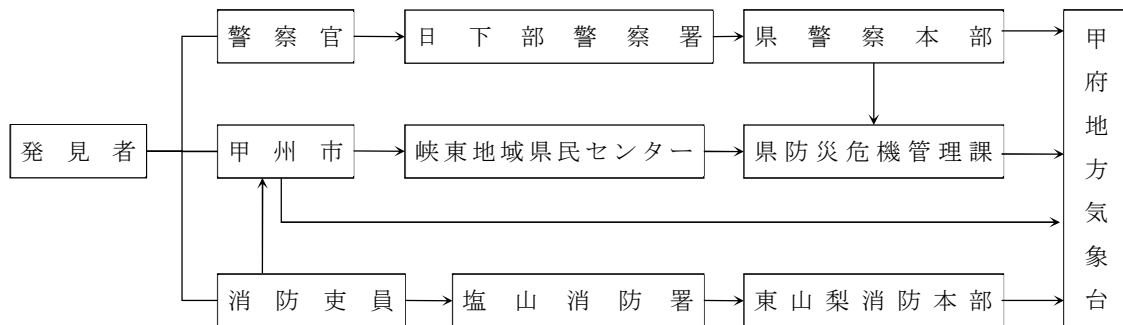 警察官
日下部警察署
県警察本部
発見者
甲州市
峡東地域県民センター
県防災危機管理課
消防吏員
塩山消防署
東山梨消防本部
甲府地方気象台